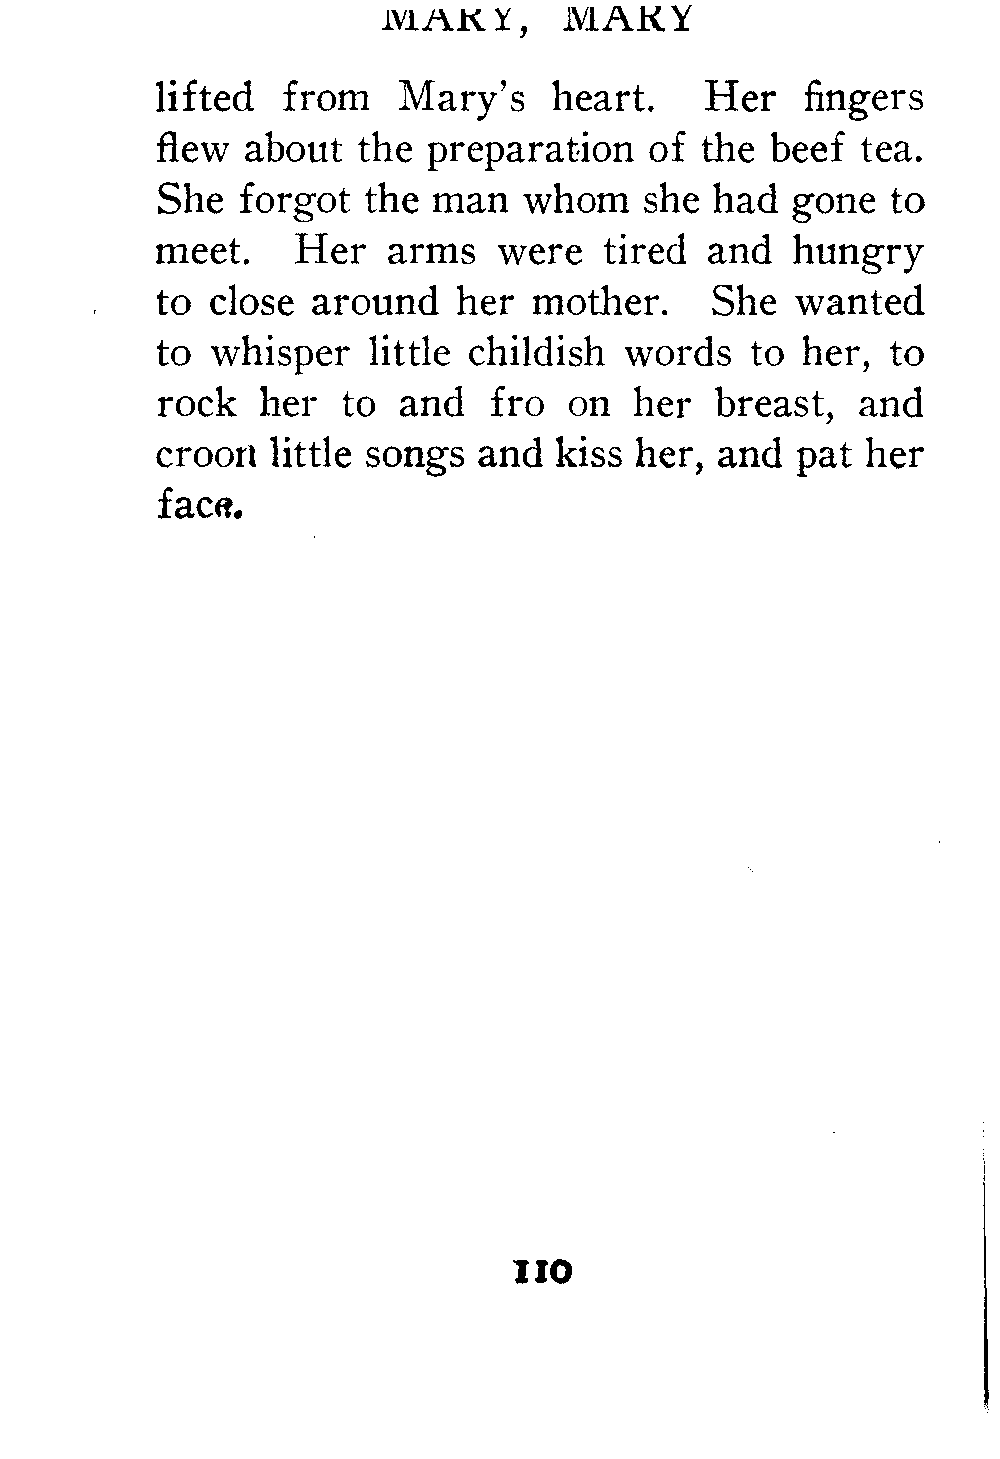 MARY, MARY
lifted from Mary's heart. Her fingers
flew about the preparation of the beef tea.
She forgot the man whom she had gone to
meet. Her arms were tired and hungry
to close around her mother. She wanted
to whisper little childish words to her, to
rock her to and fro on her breast, and
croon little songs and kiss her, and pat her
face.
110